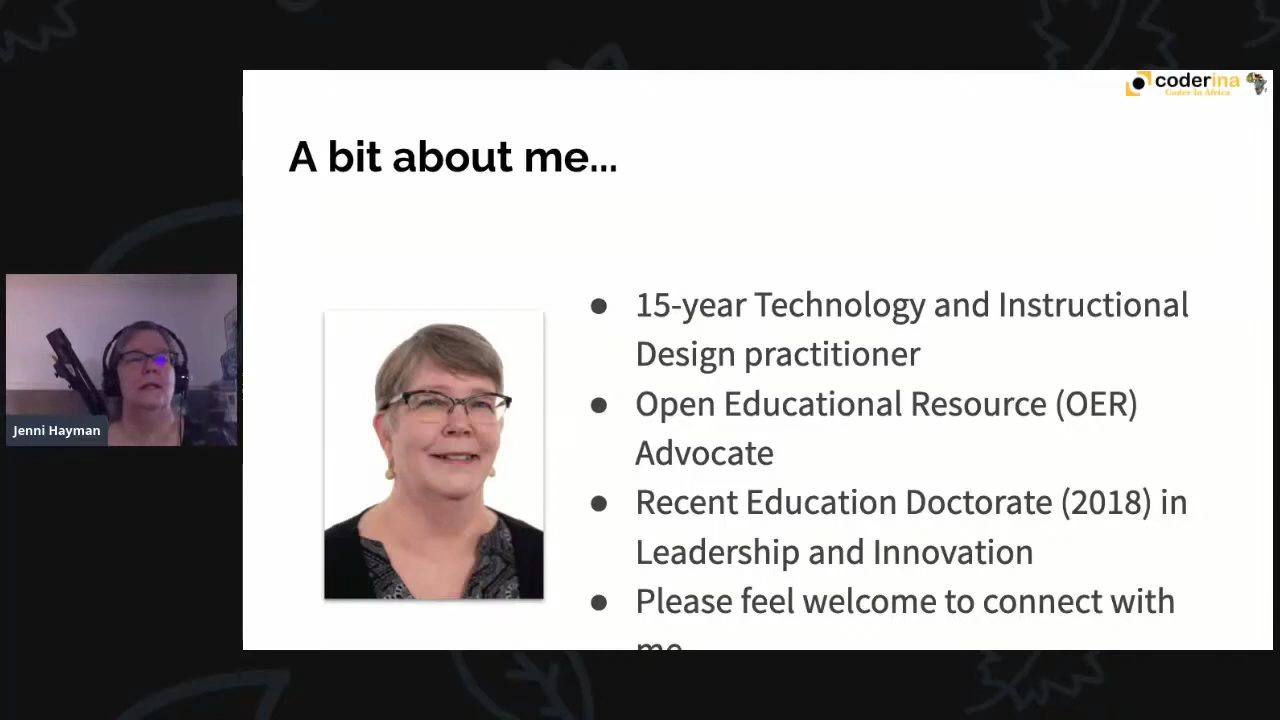 coderina
Coder in Africa
A bit about me...
● 15-year Technology and Instructional
Design practitioner
● Open Educational Resource (OER)
Advocate
● Recent Education Doctorate (2018) in
Leadership and Innovation
● Please feel welcome to connect with
me
Jenni Hayman